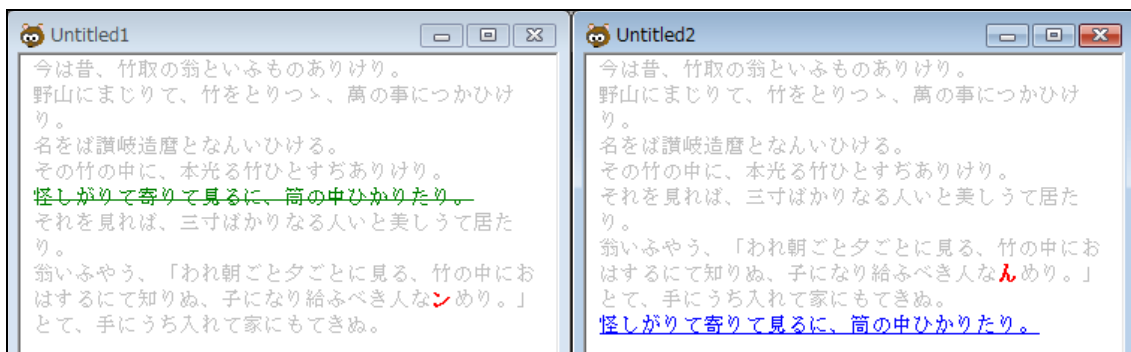 Untitled1
今は昔、竹取の翁といふものありけり。
野山にまじりて、竹をとりつゝ、萬の事につかひけ
り。
名をば讃岐造麿となんいひける。
その竹の中に、本光る竹ひとすぢありけり。
怪しがりて寄りて見るに、筒の中ひかりたり。
それを見れば、三寸ばかりなる人いと美しうて居た
り。
翁いふやう、「われ朝ごと夕ごとに見る、竹の中にお
はするにて知りぬ、子になり給ふべき人なンめり。」
とて、手にうち入れて家にもてきぬ。
Untitled2
今は昔、竹取の翁といふものありけり。
野山にまじりて、竹をとりつゝ、萬の事につかひけ
り。
名をば讃岐造麿となんいひける。
その竹の中に、本光る竹ひとすぢありけり。
それを見れば、三寸ばかりなる人いと美しうて居た
り。
翁いふやう、「われ朝ごと夕ごとに見る、竹の中にお
はするにて知りぬ、子になり給ふべき人なんめり。」
とて、手にうち入れて家にもてきぬ。
怪しがりて寄りて見るに、筒の中ひかりたり。